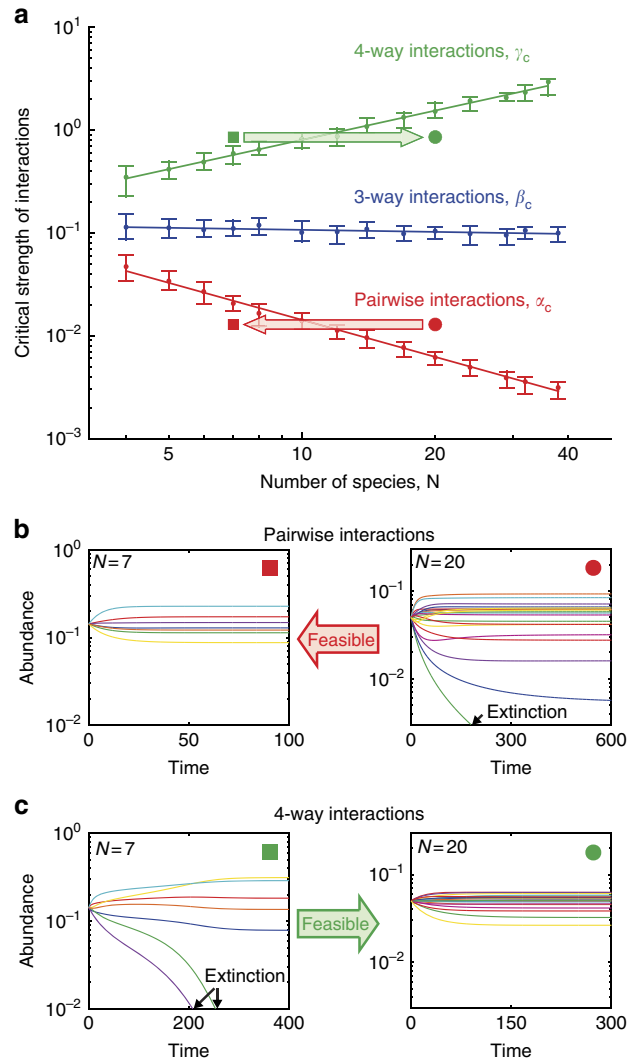 a
10^1
10^0
10^−1
10^−2
10^−3
Critical strength of interactions
4-way interactions, γc
3-way interactions, βc
Pairwise interactions, αc
5
10
20
40
Number of species, N
b
Pairwise interactions
10^0
10^−1
10^−2
Abundance
N=7
0
50
100
Time
Feasible
N=20
10^−1
10^−2
Extinction
0
300
600
Time
c
4-way interactions
10^0
10^−1
10^−2
Abundance
N=7
Extinction
0
200
400
Time
Feasible
N=20
10^−1
10^−2
0
150
300
Time